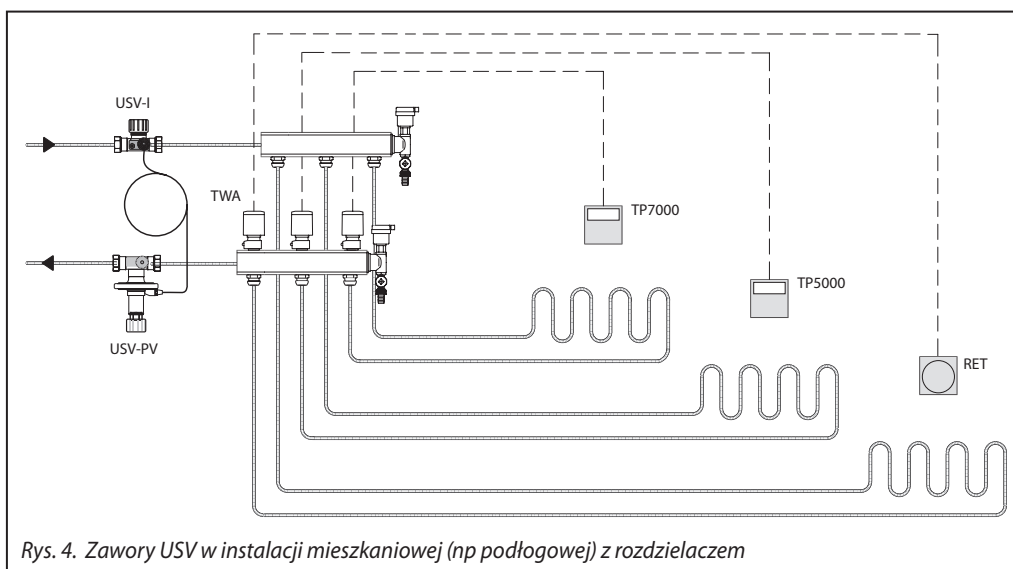 USV-I
TWA
TP7000
TP5000
USV-PV
RET
Rys. 4. Zawory USV w instalacji mieszkaniowej (np podłogowej) z rozdzielaczem